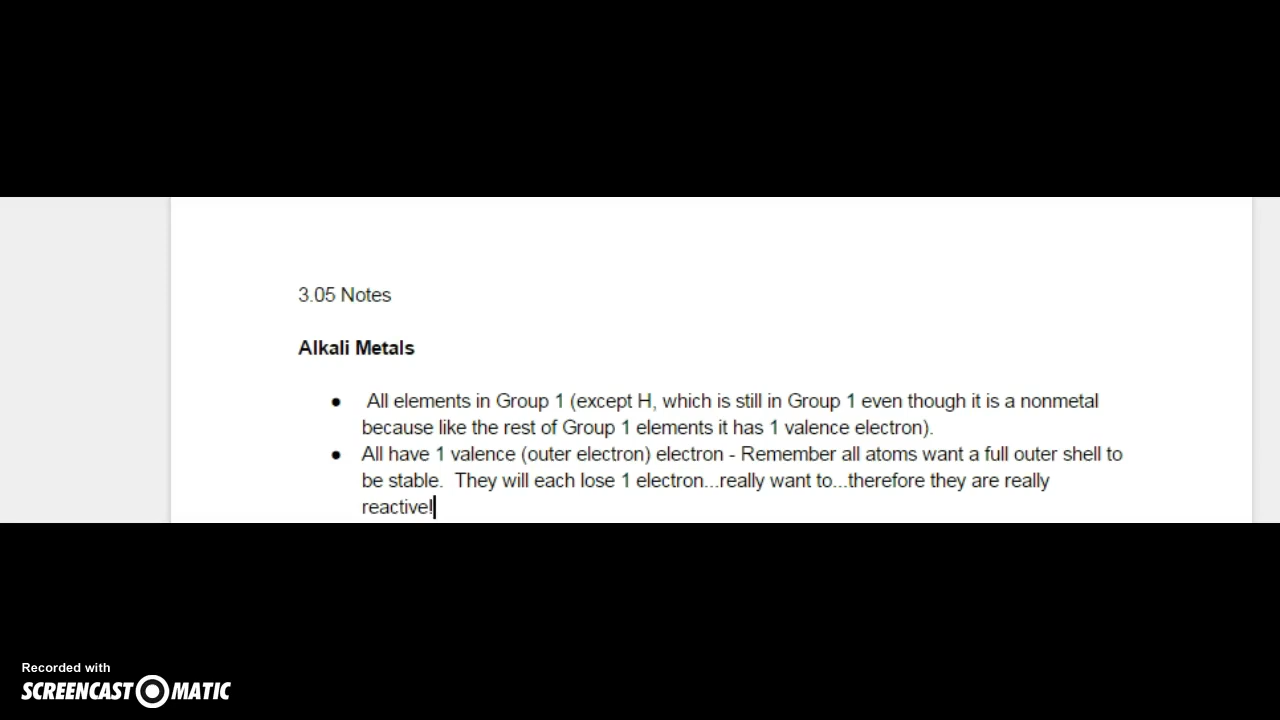 3.05 Notes
Alkali Metals
● All elements in Group 1 (except H, which is still in Group 1 even though it is a nonmetal
because like the rest of Group 1 elements it has 1 valence electron).
● All have 1 valence (outer electron) electron - Remember all atoms want a full outer shell to
be stable.  They will each lose 1 electron...really want to...therefore they are really
reactive!
Recorded with
SCREENCAST O MATIC